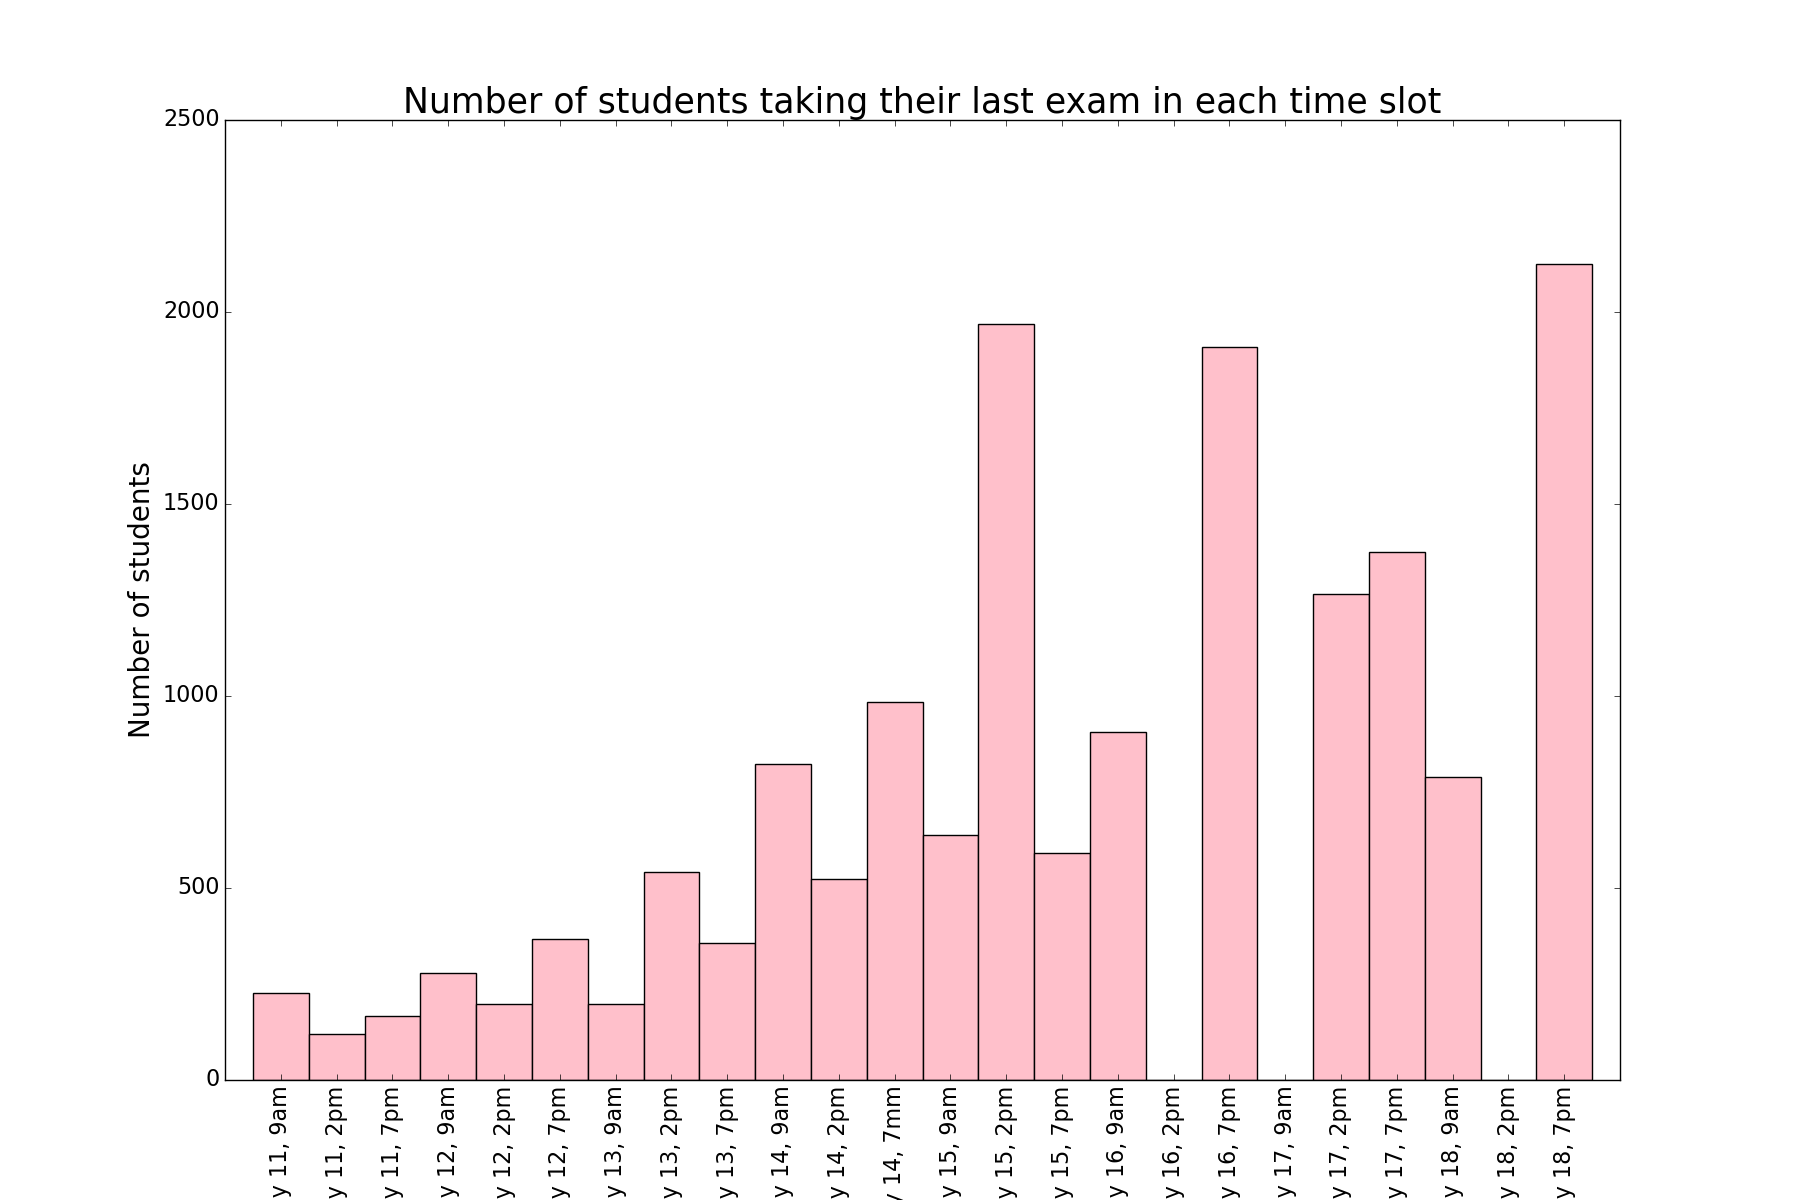 Number of students taking their last exam in each time slot
2500
2000
1500
1000
500
0
Number of students
y 11, 9am
y 11, 2pm
y 11, 7pm
y 12, 9am
y 12, 2pm
y 12, 7pm
y 13, 9am
y 13, 2pm
y 13, 7pm
y 14, 9am
y 14, 2pm
y 14, 7mm
y 15, 9am
y 15, 2pm
y 15, 7pm
y 16, 9am
y 16, 2pm
y 16, 7pm
y 17, 9am
y 17, 2pm
y 17, 7pm
y 18, 9am
y 18, 2pm
y 18, 7pm